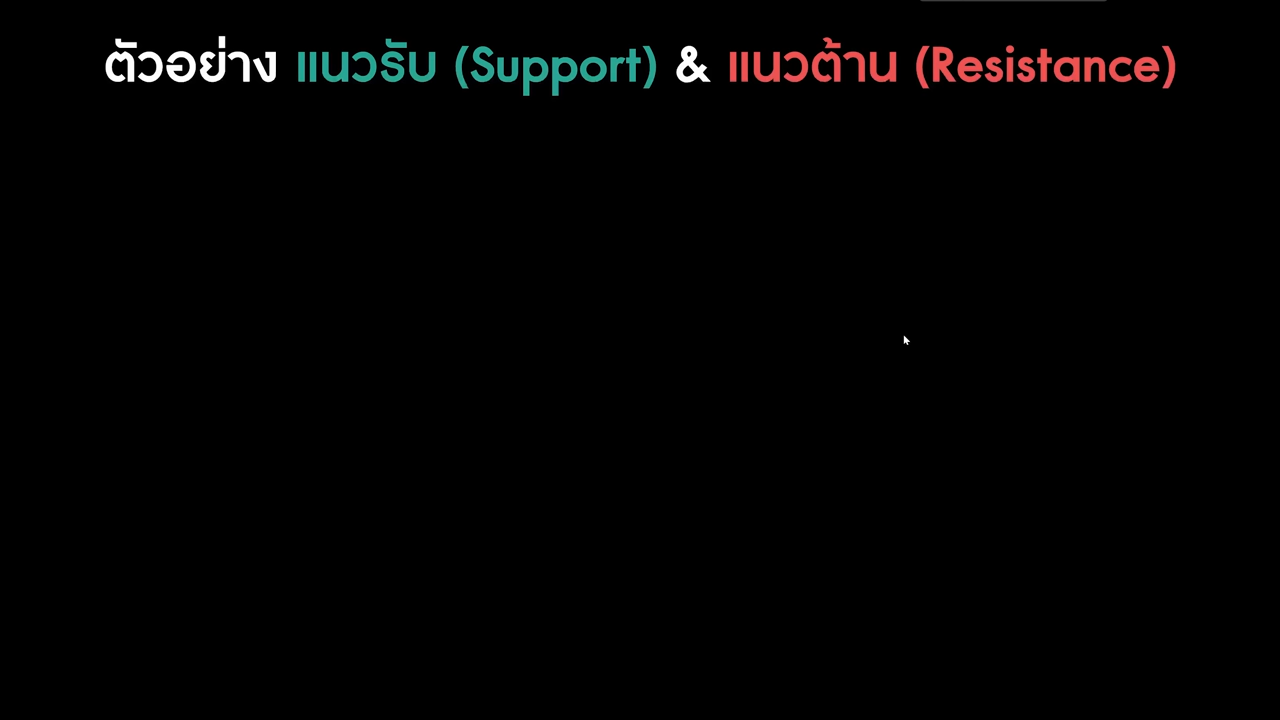 ตัวอย่าง แนวรับ (Support) & แนวต้าน (Resistance)